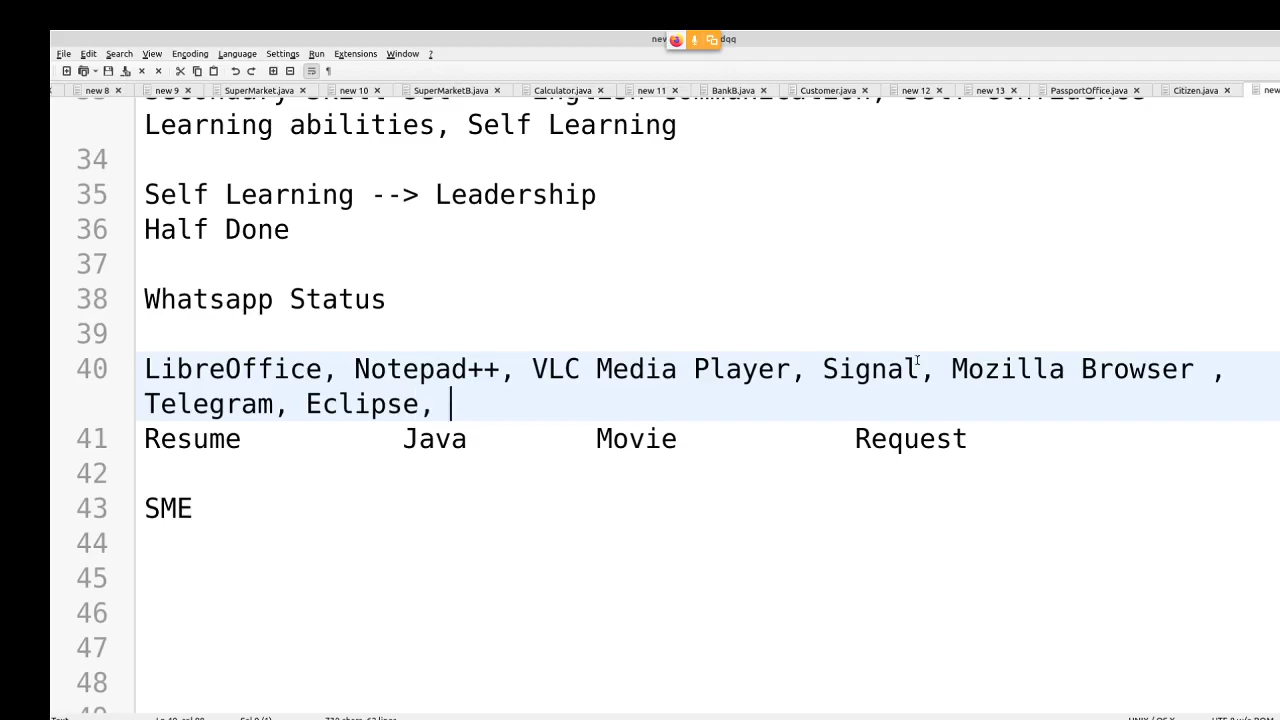 File Edit Search View Encoding Language Settings Run Extensions Window ?
new 8 new 9 SuperMarket.java new 10 SuperMarketB.java Calculator.java new 11 BankB.java Customer.java new 12 new 13 PassportOffice.java Citizen.java new
Learning abilities, Self Learning
34
35 Self Learning --> Leadership
36 Half Done
37
38 Whatsapp Status
39
40 LibreOffice, Notepad++, VLC Media Player, Signal, Mozilla Browser ,
Telegram, Eclipse,
41 Resume Java Movie Request
42
43 SME
44
45
46
47
48